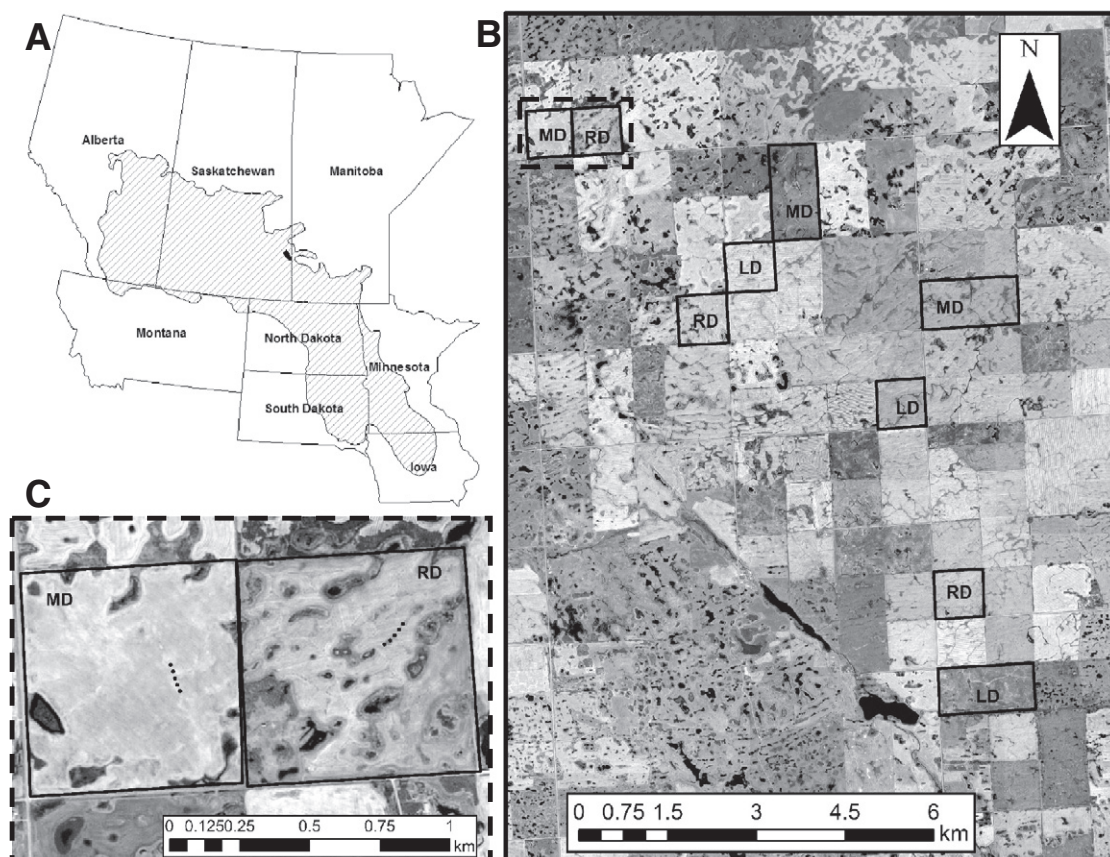 A
Alberta
Saskatchewan
Manitoba
Montana
North Dakota
Minnesota
South Dakota
Iowa
B
N
MD RD
MD
LD
MD
RD
LD
RD
LD
0 0.75 1.5 3 4.5 6
km
C
MD
RD
0 0.1250.25 0.5 0.75 1
km